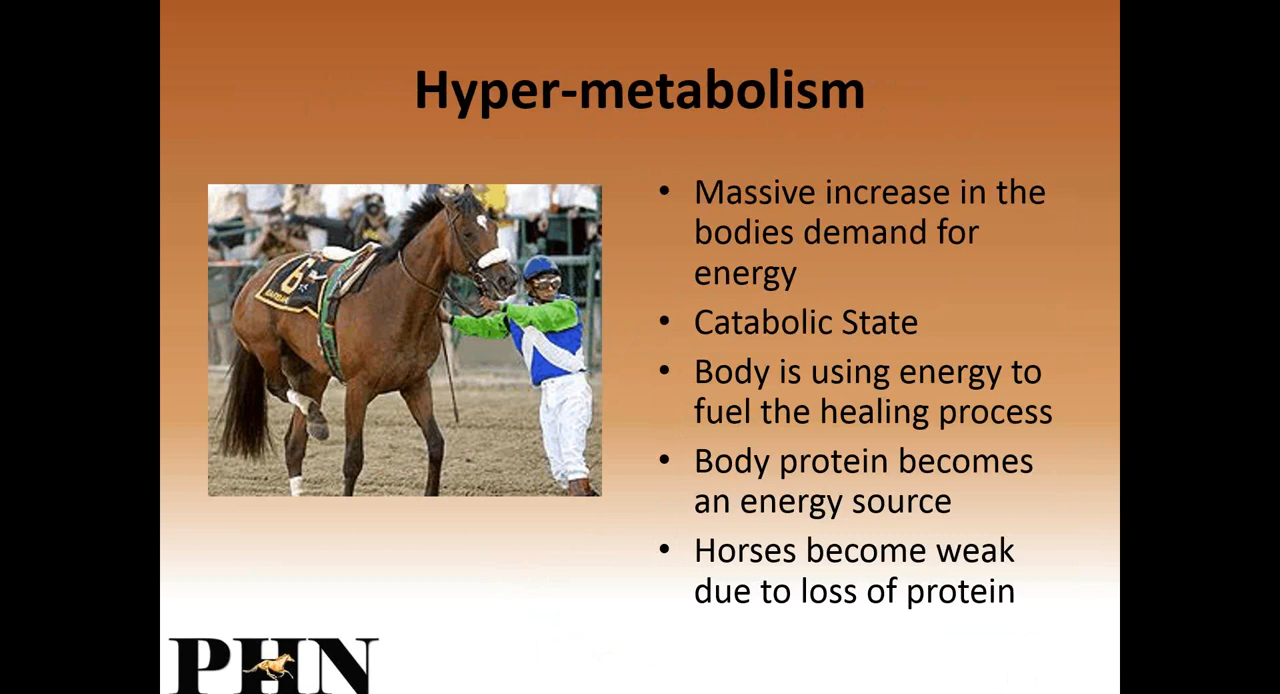 Hyper-metabolism
6
• Massive increase in the
bodies demand for
energy
• Catabolic State
• Body is using energy to
fuel the healing process
• Body protein becomes
an energy source
• Horses become weak
due to loss of protein
PHN